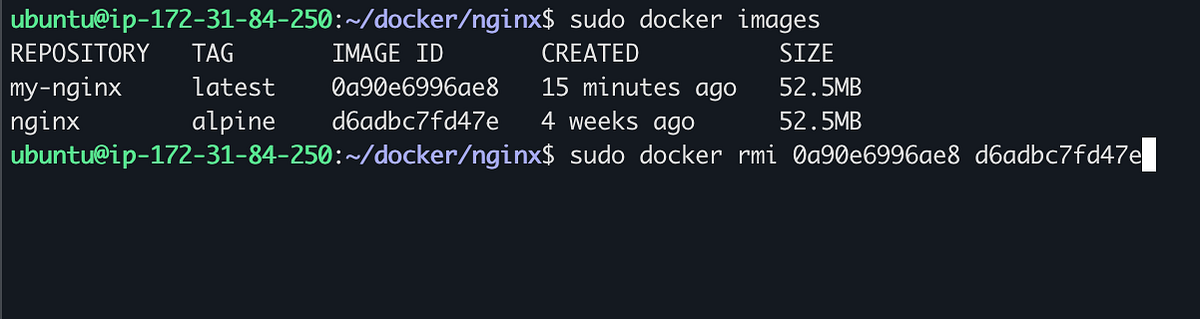 ubuntu@ip-172-31-84-250:~/docker/nginx$ sudo docker images
REPOSITORY TAG IMAGE ID CREATED SIZE
my-nginx latest 0a90e6996ae8 15 minutes ago 52.5MB
nginx alpine d6adbc7fd47e 4 weeks ago 52.5MB
ubuntu@ip-172-31-84-250:~/docker/nginx$ sudo docker rmi 0a90e6996ae8 d6adbc7fd47e